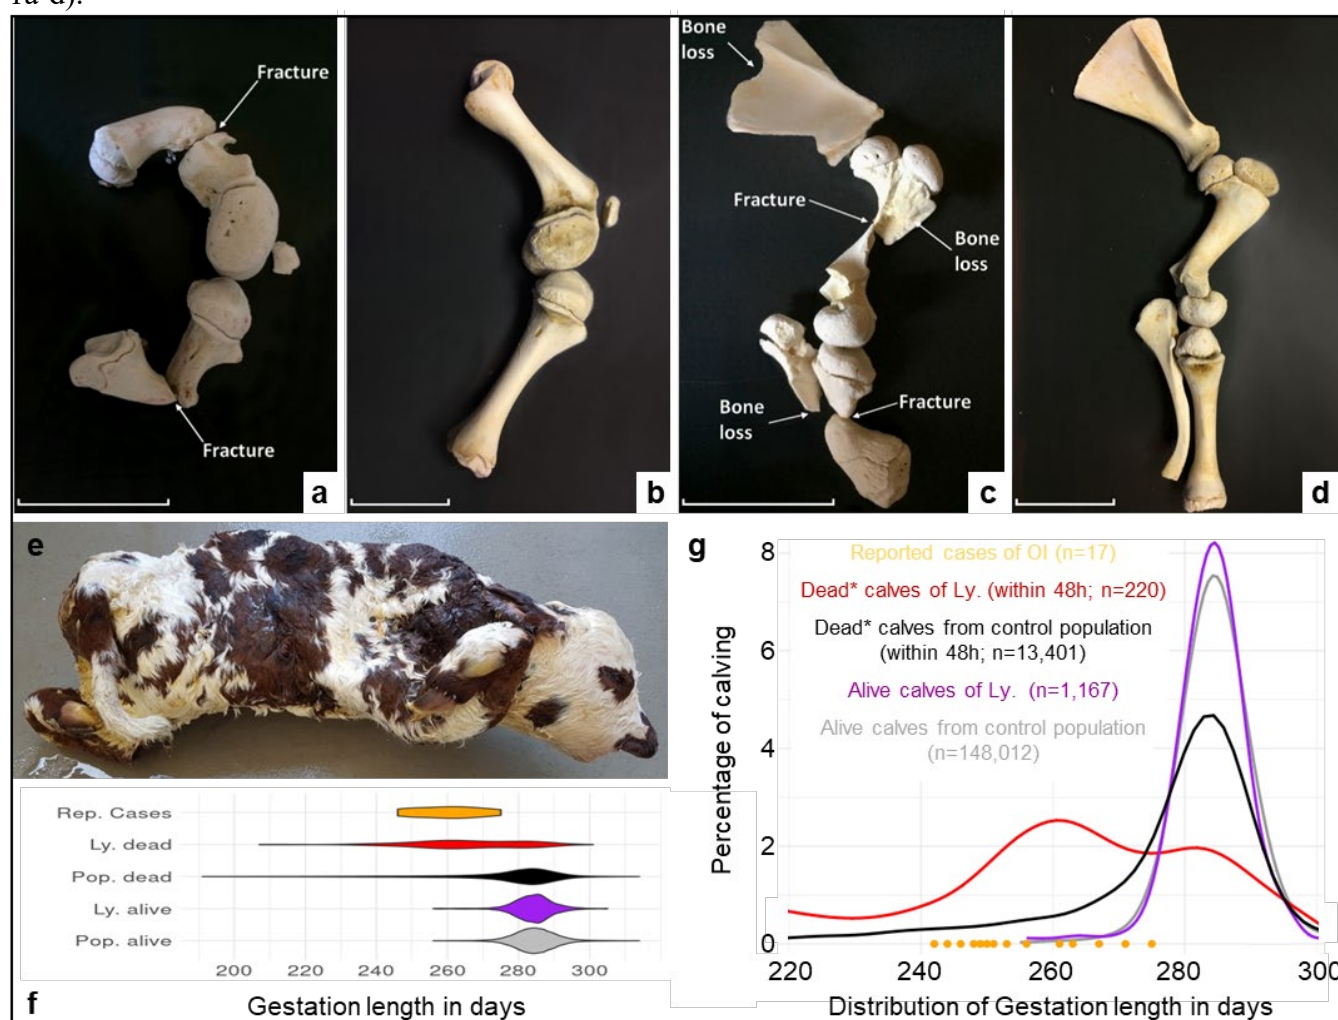 1a-d).
Fracture
Fracture
a
b
Bone
loss
Fracture
Bone
loss
Bone
loss
Fracture
c
d
e
Rep. Cases
Ly. dead
Pop. dead
Ly. alive
Pop. alive
200 220 240 260 280 300
f
Gestation length in days
g
Reported cases of OI (n=17)
Dead* calves of Ly. (within 48h; n=220)
Dead* calves from control population
(within 48h; n=13,401)
Alive calves of Ly. (n=1,167)
Alive calves from control population
(n=148,012)
Percentage of calving
8
6
4
2
0
220 240 260 280 300
Distribution of Gestation length in days